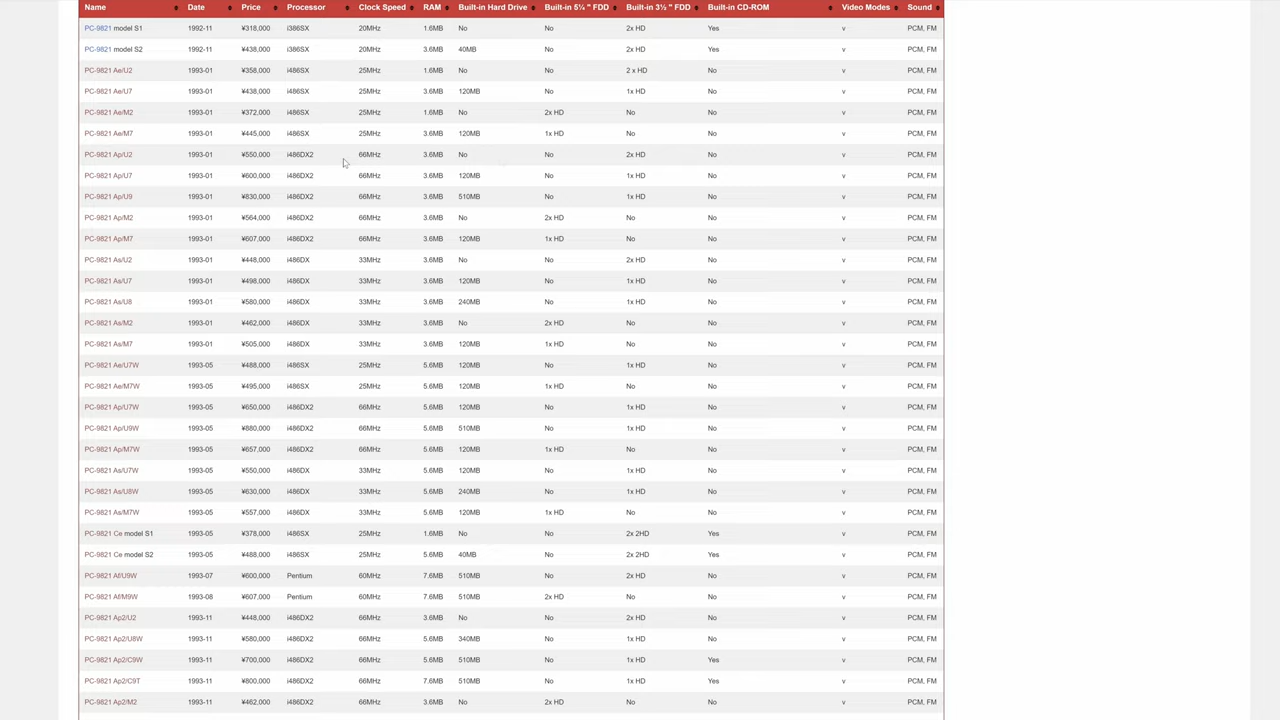 Name Date Price Processor Clock Speed RAM Built-in Hard Drive Built-in 5¼ " FDD Built-in 3½ " FDD Built-in CD-ROM Video Modes Sound
PC-9821 model S1 1992-11 ¥318,000 i386SX 20MHz 1.6MB No No 2x HD Yes v PCM, FM
PC-9821 model S2 1992-11 ¥438,000 i386SX 20MHz 3.6MB 40MB No 2x HD Yes v PCM, FM
PC-9821 Ae/U2 1993-01 ¥358,000 i486SX 25MHz 1.6MB No No 2 x HD No v PCM, FM
PC-9821 Ae/U7 1993-01 ¥438,000 i486SX 25MHz 3.6MB 120MB No 1x HD No v PCM, FM
PC-9821 Ae/M2 1993-01 ¥372,000 i486SX 25MHz 1.6MB No 2x HD No No v PCM, FM
PC-9821 Ae/M7 1993-01 ¥445,000 i486SX 25MHz 3.6MB 120MB 1x HD No No v PCM, FM
PC-9821 Ap/U2 1993-01 ¥550,000 i486DX2 66MHz 3.6MB No No 2x HD No v PCM, FM
PC-9821 Ap/U7 1993-01 ¥600,000 i486DX2 66MHz 3.6MB 120MB No 1x HD No v PCM, FM
PC-9821 Ap/U9 1993-01 ¥830,000 i486DX2 66MHz 3.6MB 510MB No 1x HD No v PCM, FM
PC-9821 Ap/M2 1993-01 ¥564,000 i486DX2 66MHz 3.6MB No 2x HD No No v PCM, FM
PC-9821 Ap/M7 1993-01 ¥607,000 i486DX2 66MHz 3.6MB 120MB 1x HD No No v PCM, FM
PC-9821 As/U2 1993-01 ¥448,000 i486DX 33MHz 3.6MB No No 2x HD No v PCM, FM
PC-9821 As/U7 1993-01 ¥498,000 i486DX 33MHz 3.6MB 120MB No 1x HD No v PCM, FM
PC-9821 As/U8 1993-01 ¥580,000 i486DX 33MHz 3.6MB 240MB No 1x HD No v PCM, FM
PC-9821 As/M2 1993-01 ¥462,000 i486DX 33MHz 3.6MB No 2x HD No No v PCM, FM
PC-9821 As/M7 1993-01 ¥505,000 i486DX 33MHz 3.6MB 120MB 1x HD No No v PCM, FM
PC-9821 Ae/U7W 1993-05 ¥488,000 i486SX 25MHz 5.6MB 120MB No 1x HD No v PCM, FM
PC-9821 Ae/M7W 1993-05 ¥495,000 i486SX 25MHz 5.6MB 120MB 1x HD No No v PCM, FM
PC-9821 Ap/U7W 1993-05 ¥650,000 i486DX2 66MHz 5.6MB 120MB No 1x HD No v PCM, FM
PC-9821 Ap/U9W 1993-05 ¥880,000 i486DX2 66MHz 5.6MB 510MB No 1x HD No v PCM, FM
PC-9821 Ap/M7W 1993-05 ¥657,000 i486DX2 66MHz 5.6MB 120MB 1x HD No No v PCM, FM
PC-9821 As/U7W 1993-05 ¥550,000 i486DX 33MHz 5.6MB 120MB No 1x HD No v PCM, FM
PC-9821 As/U8W 1993-05 ¥630,000 i486DX 33MHz 5.6MB 240MB No 1x HD No v PCM, FM
PC-9821 As/M7W 1993-05 ¥557,000 i486DX 33MHz 5.6MB 120MB 1x HD No No v PCM, FM
PC-9821 Ce model S1 1993-05 ¥378,000 i486SX 25MHz 1.6MB No No 2x 2HD Yes v PCM, FM
PC-9821 Ce model S2 1993-05 ¥488,000 i486SX 25MHz 5.6MB 40MB No 2x 2HD Yes v PCM, FM
PC-9821 Af/U9W 1993-07 ¥600,000 Pentium 60MHz 7.6MB 510MB No 2x HD No v PCM, FM
PC-9821 Af/M9W 1993-08 ¥607,000 Pentium 60MHz 7.6MB 510MB 2x HD No No v PCM, FM
PC-9821 Ap2/U2 1993-11 ¥448,000 i486DX2 66MHz 3.6MB No No 2x HD No v PCM, FM
PC-9821 Ap2/U8W 1993-11 ¥580,000 i486DX2 66MHz 5.6MB 340MB No 1x HD No v PCM, FM
PC-9821 Ap2/C9W 1993-11 ¥700,000 i486DX2 66MHz 5.6MB 510MB No 1x HD Yes v PCM, FM
PC-9821 Ap2/C9T 1993-11 ¥800,000 i486DX2 66MHz 7.6MB 510MB No 1x HD Yes v PCM, FM
PC-9821 Ap2/M2 1993-11 ¥462,000 i486DX2 66MHz 3.6MB No 2x HD No No v PCM, FM